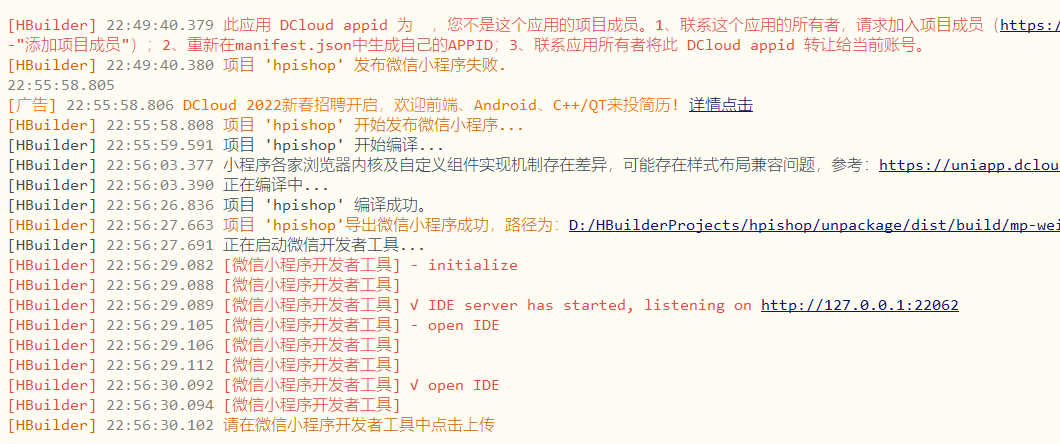 [HBuilder] 22:49:40.379 此应用 DCloud appid 为  ，您不是这个应用的项目成员。1、联系这个应用的所有者，请求加入项目成员（https:/
-"添加项目成员"）；2、重新在manifest.json中生成自己的APPID；3、联系应用所有者将此 DCloud appid 转让给当前账号。
[HBuilder] 22:49:40.380 项目 'hpishop' 发布微信小程序失败.
22:55:58.805
[广告] 22:55:58.806 DCloud 2022新春招聘开启，欢迎前端、Android、C++/QT来投简历! 详情点击
[HBuilder] 22:55:58.808 项目 'hpishop' 开始发布微信小程序...
[HBuilder] 22:55:59.591 项目 'hpishop' 开始编译...
[HBuilder] 22:56:03.377 小程序各家浏览器内核及自定义组件实现机制存在差异，可能存在样式布局兼容问题，参考：https://uniapp.dclou
[HBuilder] 22:56:03.390 正在编译中...
[HBuilder] 22:56:26.836 项目 'hpishop' 编译成功。
[HBuilder] 22:56:27.663 项目 'hpishop'导出微信小程序成功，路径为：D:/HBuilderProjects/hpishop/unpackage/dist/build/mp-wei
[HBuilder] 22:56:27.691 正在启动微信开发者工具...
[HBuilder] 22:56:29.082 [微信小程序开发者工具] - initialize
[HBuilder] 22:56:29.088 [微信小程序开发者工具]
[HBuilder] 22:56:29.089 [微信小程序开发者工具] √ IDE server has started, listening on http://127.0.0.1:22062
[HBuilder] 22:56:29.105 [微信小程序开发者工具] - open IDE
[HBuilder] 22:56:29.106 [微信小程序开发者工具]
[HBuilder] 22:56:29.112 [微信小程序开发者工具]
[HBuilder] 22:56:30.092 [微信小程序开发者工具] √ open IDE
[HBuilder] 22:56:30.094 [微信小程序开发者工具]
[HBuilder] 22:56:30.102 请在微信小程序开发者工具中点击上传